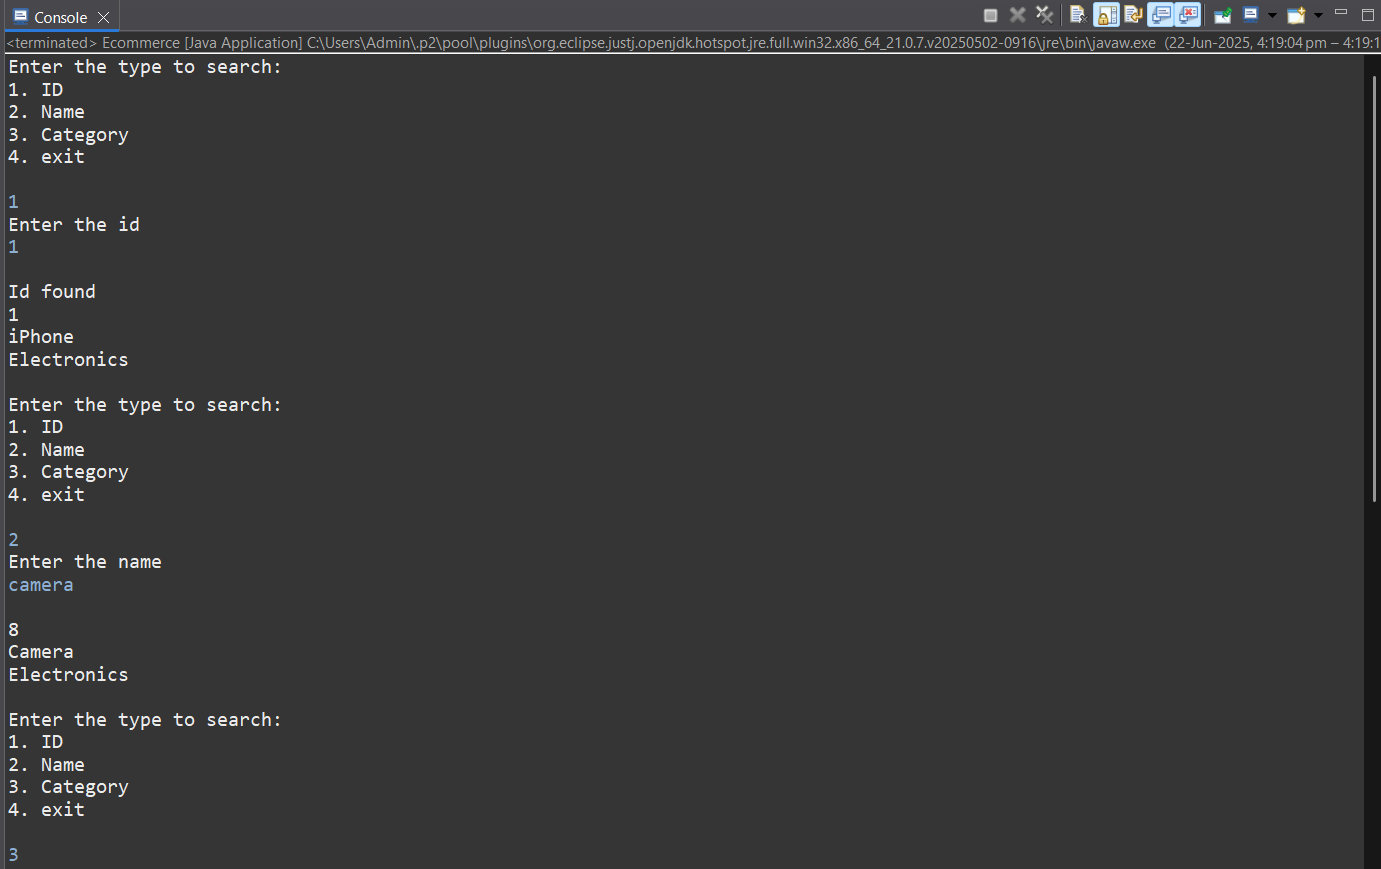 Console
<terminated> Ecommerce [Java Application] C:\Users\Admin\.p2\pool\plugins\org.eclipse.justj.openjdk.hotspot.jre.full.win32.x86_64_21.0.7.v20250502-0916\jre\bin\javaw.exe (22-Jun-2025, 4:19:04 pm – 4:19:1
Enter the type to search:
1. ID
2. Name
3. Category
4. exit
1
Enter the id
1
Id found
1
iPhone
Electronics
Enter the type to search:
1. ID
2. Name
3. Category
4. exit
2
Enter the name
camera
8
Camera
Electronics
Enter the type to search:
1. ID
2. Name
3. Category
4. exit
3